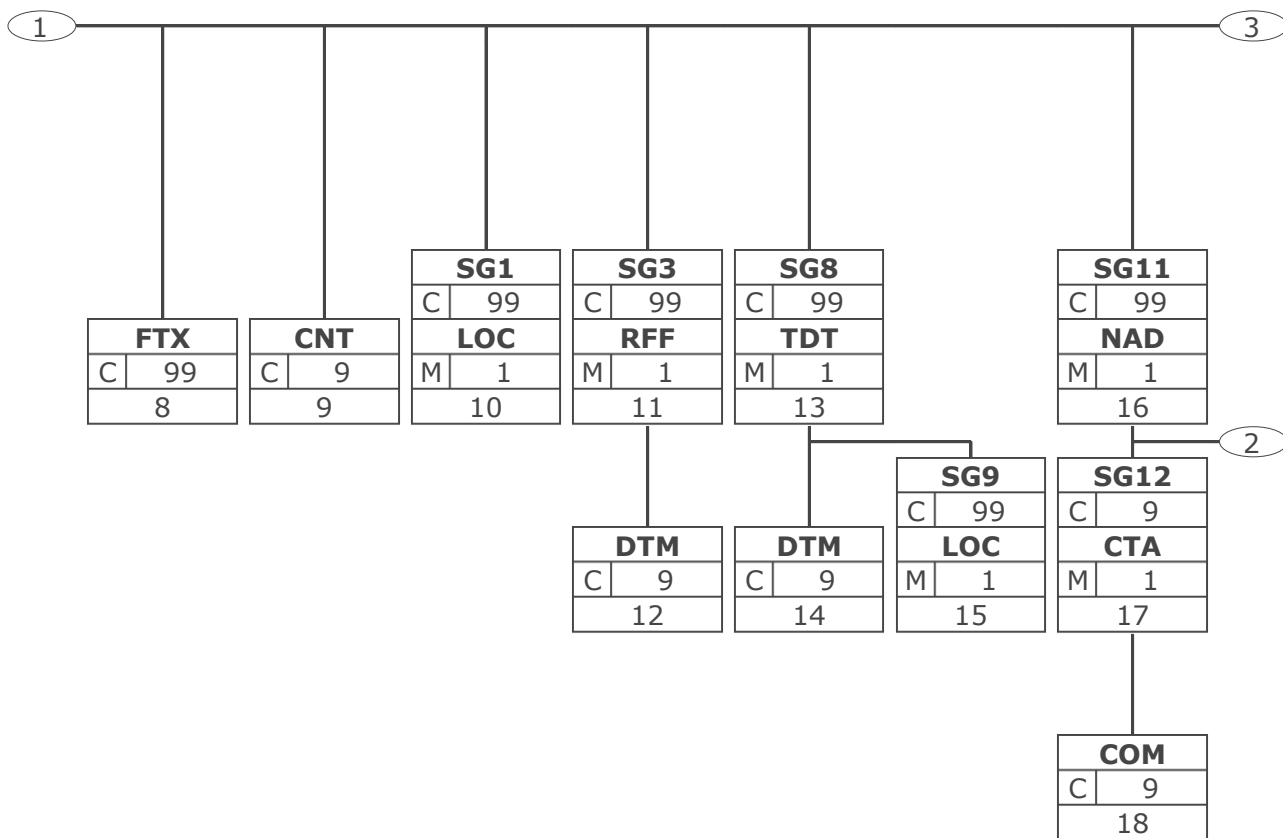 1
3
SG1
C 99
LOC
M 1
10
SG3
C 99
RFF
M 1
11
SG8
C 99
TDT
M 1
13
SG11
C 99
NAD
M 1
16
FTX
C 99
8
CNT
C 9
9
2
DTM
C 9
12
DTM
C 9
14
SG9
C 99
LOC
M 1
15
SG12
C 9
CTA
M 1
17
COM
C 9
18